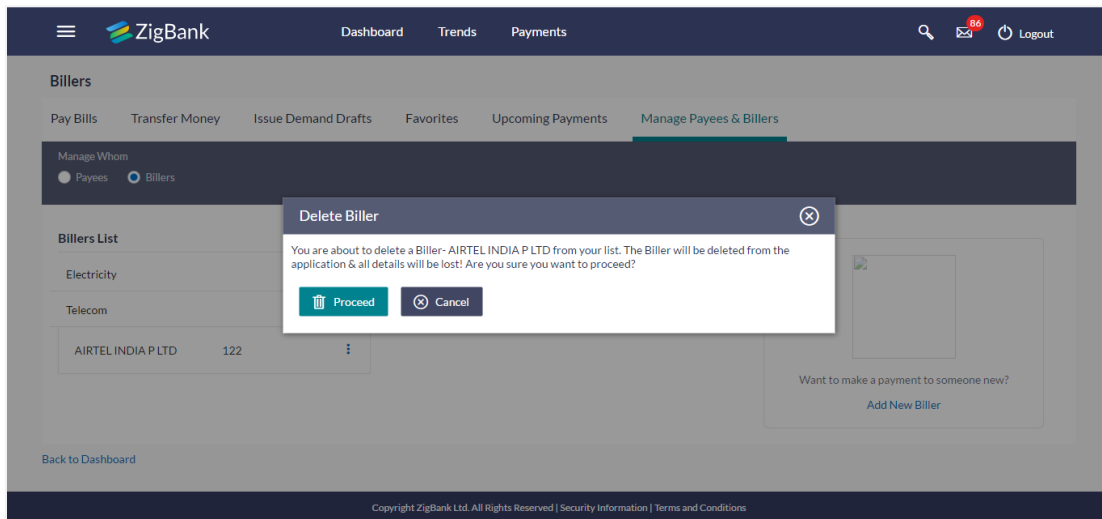 ZigBank
Dashboard Trends Payments
86
Logout
Billers
Pay Bills Transfer Money Issue Demand Drafts Favorites Upcoming Payments Manage Payees & Billers
Manage Whom
Payees Billers
Delete Biller
You are about to delete a Biller- AIRTEL INDIA P LTD from your list. The Biller will be deleted from the
application & all details will be lost! Are you sure you want to proceed?
Proceed Cancel
Billers List
Electricity
Telecom
AIRTEL INDIA P LTD 122
Want to make a payment to someone new?
Add New Biller
Back to Dashboard
Copyright ZigBank Ltd. All Rights Reserved | Security Information | Terms and Conditions